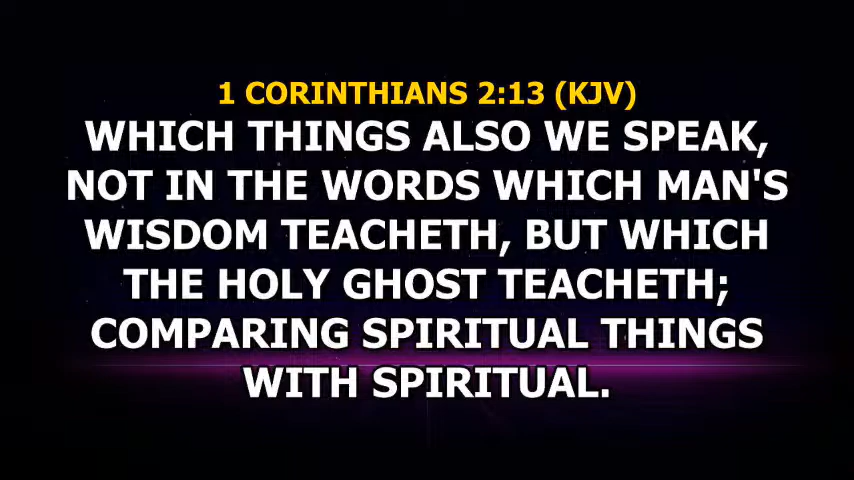 1 CORINTHIANS 2:13 (KJV)
WHICH THINGS ALSO WE SPEAK,
NOT IN THE WORDS WHICH MAN'S
WISDOM TEACHETH, BUT WHICH
THE HOLY GHOST TEACHETH;
COMPARING SPIRITUAL THINGS
WITH SPIRITUAL.